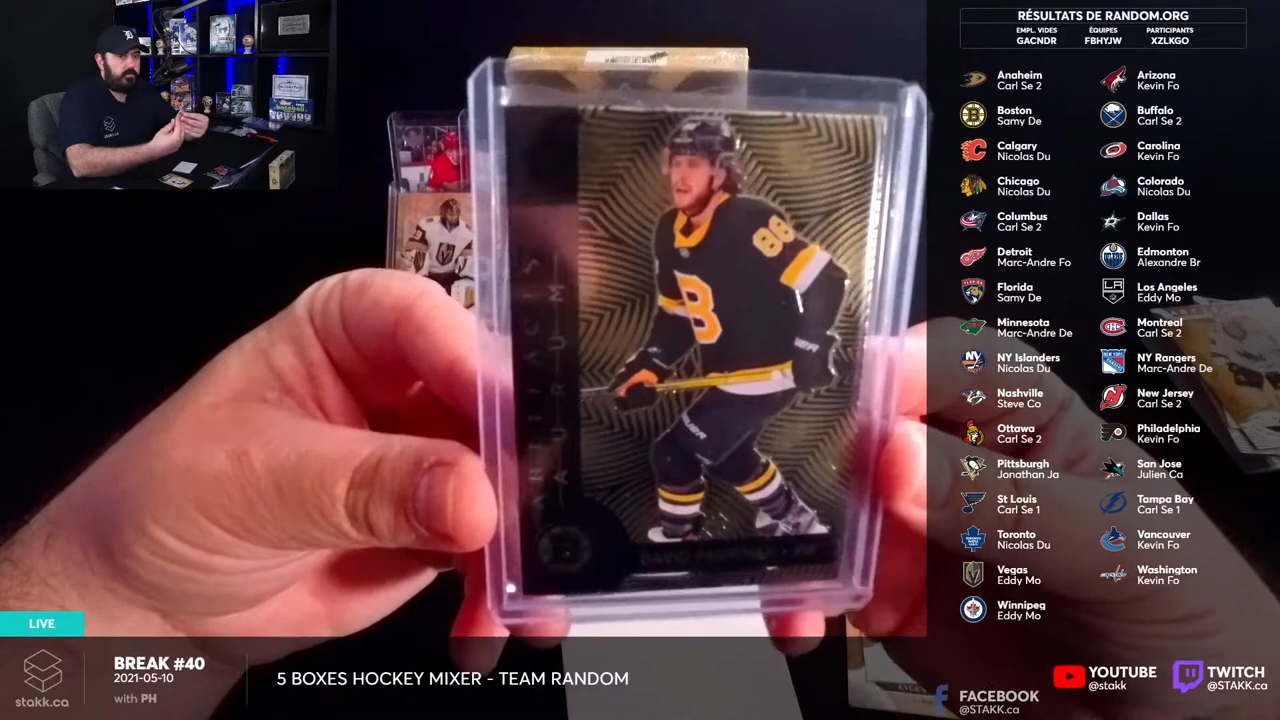 RÉSULTATS DE RANDOM.ORG
EMPL. VIDES ÉQUIPES PARTICIPANTS
GACNDR FBHYJW XZLKGO
Anaheim
Carl Se 2
Arizona
Kevin Fo
Boston
Samy De
Buffalo
Carl Se 2
Calgary
Nicolas Du
Carolina
Kevin Fo
Chicago
Nicolas Du
Colorado
Nicolas Du
Columbus
Carl Se 2
Dallas
Kevin Fo
Detroit
Marc-Andre Fo
Edmonton
Alexandre Br
Florida
Samy De
Los Angeles
Eddy Mo
Minnesota
Marc-Andre De
Montreal
Carl Se 2
NY Islanders
Nicolas Du
NY Rangers
Marc-Andre De
Nashville
Steve Co
New Jersey
Carl Se 2
Ottawa
Carl Se 2
Philadelphia
Kevin Fo
Pittsburgh
Jonathan Ja
San Jose
Julien Ca
St Louis
Carl Se 1
Tampa Bay
Carl Se 1
Toronto
Nicolas Du
Vancouver
Kevin Fo
Vegas
Eddy Mo
Washington
Kevin Fo
Winnipeg
Eddy Mo
ARTIFACTS
AURUM
88
B
BAUER
LIVE
stakk.ca
BREAK #40
2021-05-10
with PH
5 BOXES HOCKEY MIXER - TEAM RANDOM
FACEBOOK
@STAKK.ca
YOUTUBE
@stakk
TWITCH
@STAKK.ca